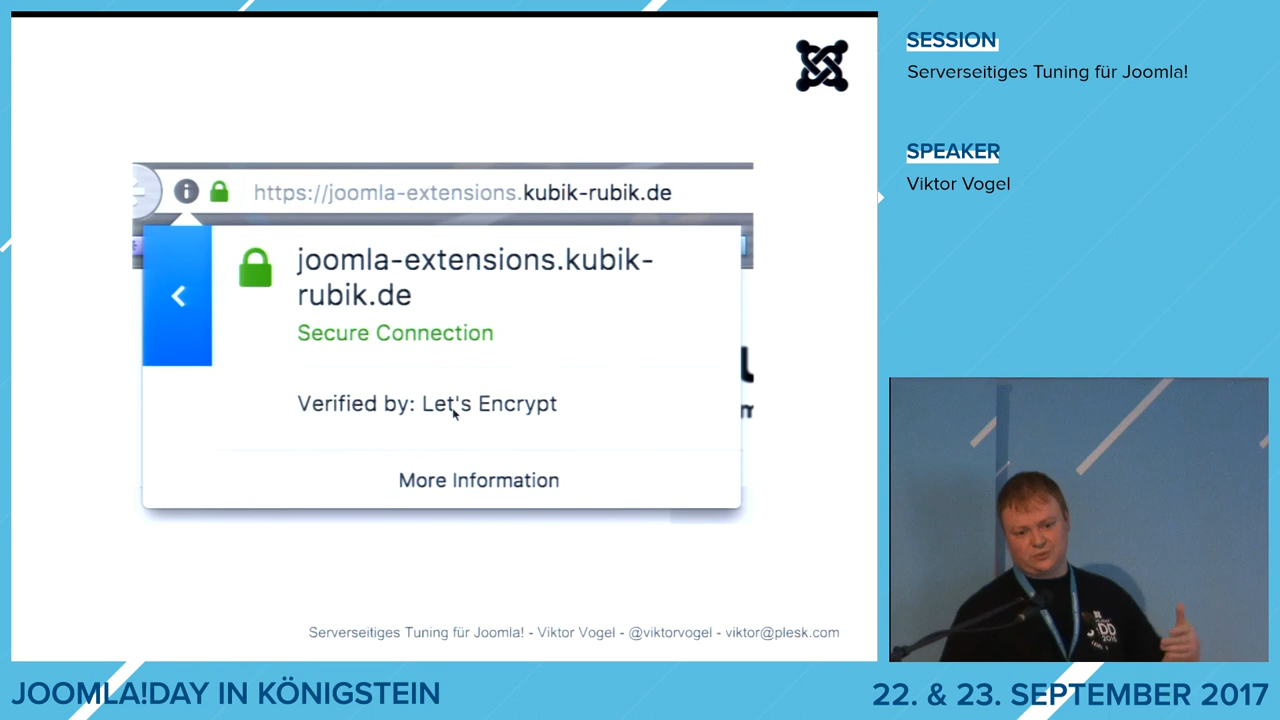 SESSION
Serverseitiges Tuning für Joomla!
SPEAKER
Viktor Vogel
https://joomla-extensions.kubik-rubik.de
joomla-extensions.kubik-
rubik.de
Secure Connection
Verified by: Let's Encrypt
More Information
Serverseitiges Tuning für Joomla! - Viktor Vogel - @viktorvogel - viktor@plesk.com
JOOMLA!DAY IN KÖNIGSTEIN
22. & 23. SEPTEMBER 2017